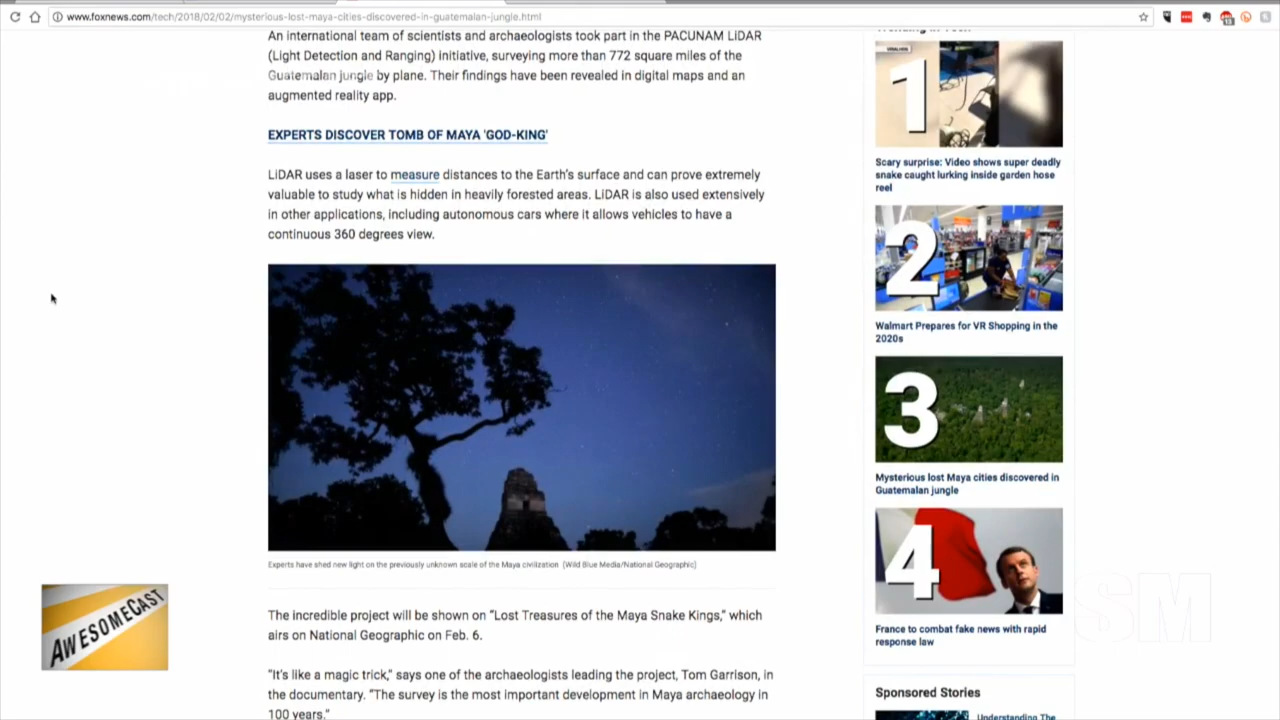 www.foxnews.com/tech/2018/02/02/mysterious-lost-maya-cities-discovered-in-guatemalan-jungle.html
An international team of scientists and archaeologists took part in the PACUNAM LiDAR
(Light Detection and Ranging) initiative, surveying more than 772 square miles of the
Guatemalan jungle by plane. Their findings have been revealed in digital maps and an
augmented reality app.
EXPERTS DISCOVER TOMB OF MAYA 'GOD-KING'
LiDAR uses a later to measure distances to the Earth's surface and can prove extremely
valuable to study what is hidden in heavily forested areas. LiDAR is also used extensively
in other applications, including autonomous cars where it allows vehicles to have a
continuous 360 degrees view.
Experts have shed new light on the previously unknown scale of the Maya civilization (Wild Blue Media/National Geographic)
The incredible project will be shown on “Lost Treasures of the Maya Snake Kings,” which
airs on National Geographic on Feb. 6.
“It's like a magic trick,” says one of the archaeologists leading the project, Tom Garrison, in
the documentary. “The survey is the most important development in Maya archaeology in
100 years.”
1
Scary surprise: Video shows super deadly
snake caught lurking inside garden hose
reel
2
Walmart Prepares for VR Shopping in the
2020s
3
Mysterious lost Maya cities discovered in
Guatemalan jungle
4
France to combat fake news with rapid
response law
Sponsored Stories
Understanding The
AWESOMECAST
SM